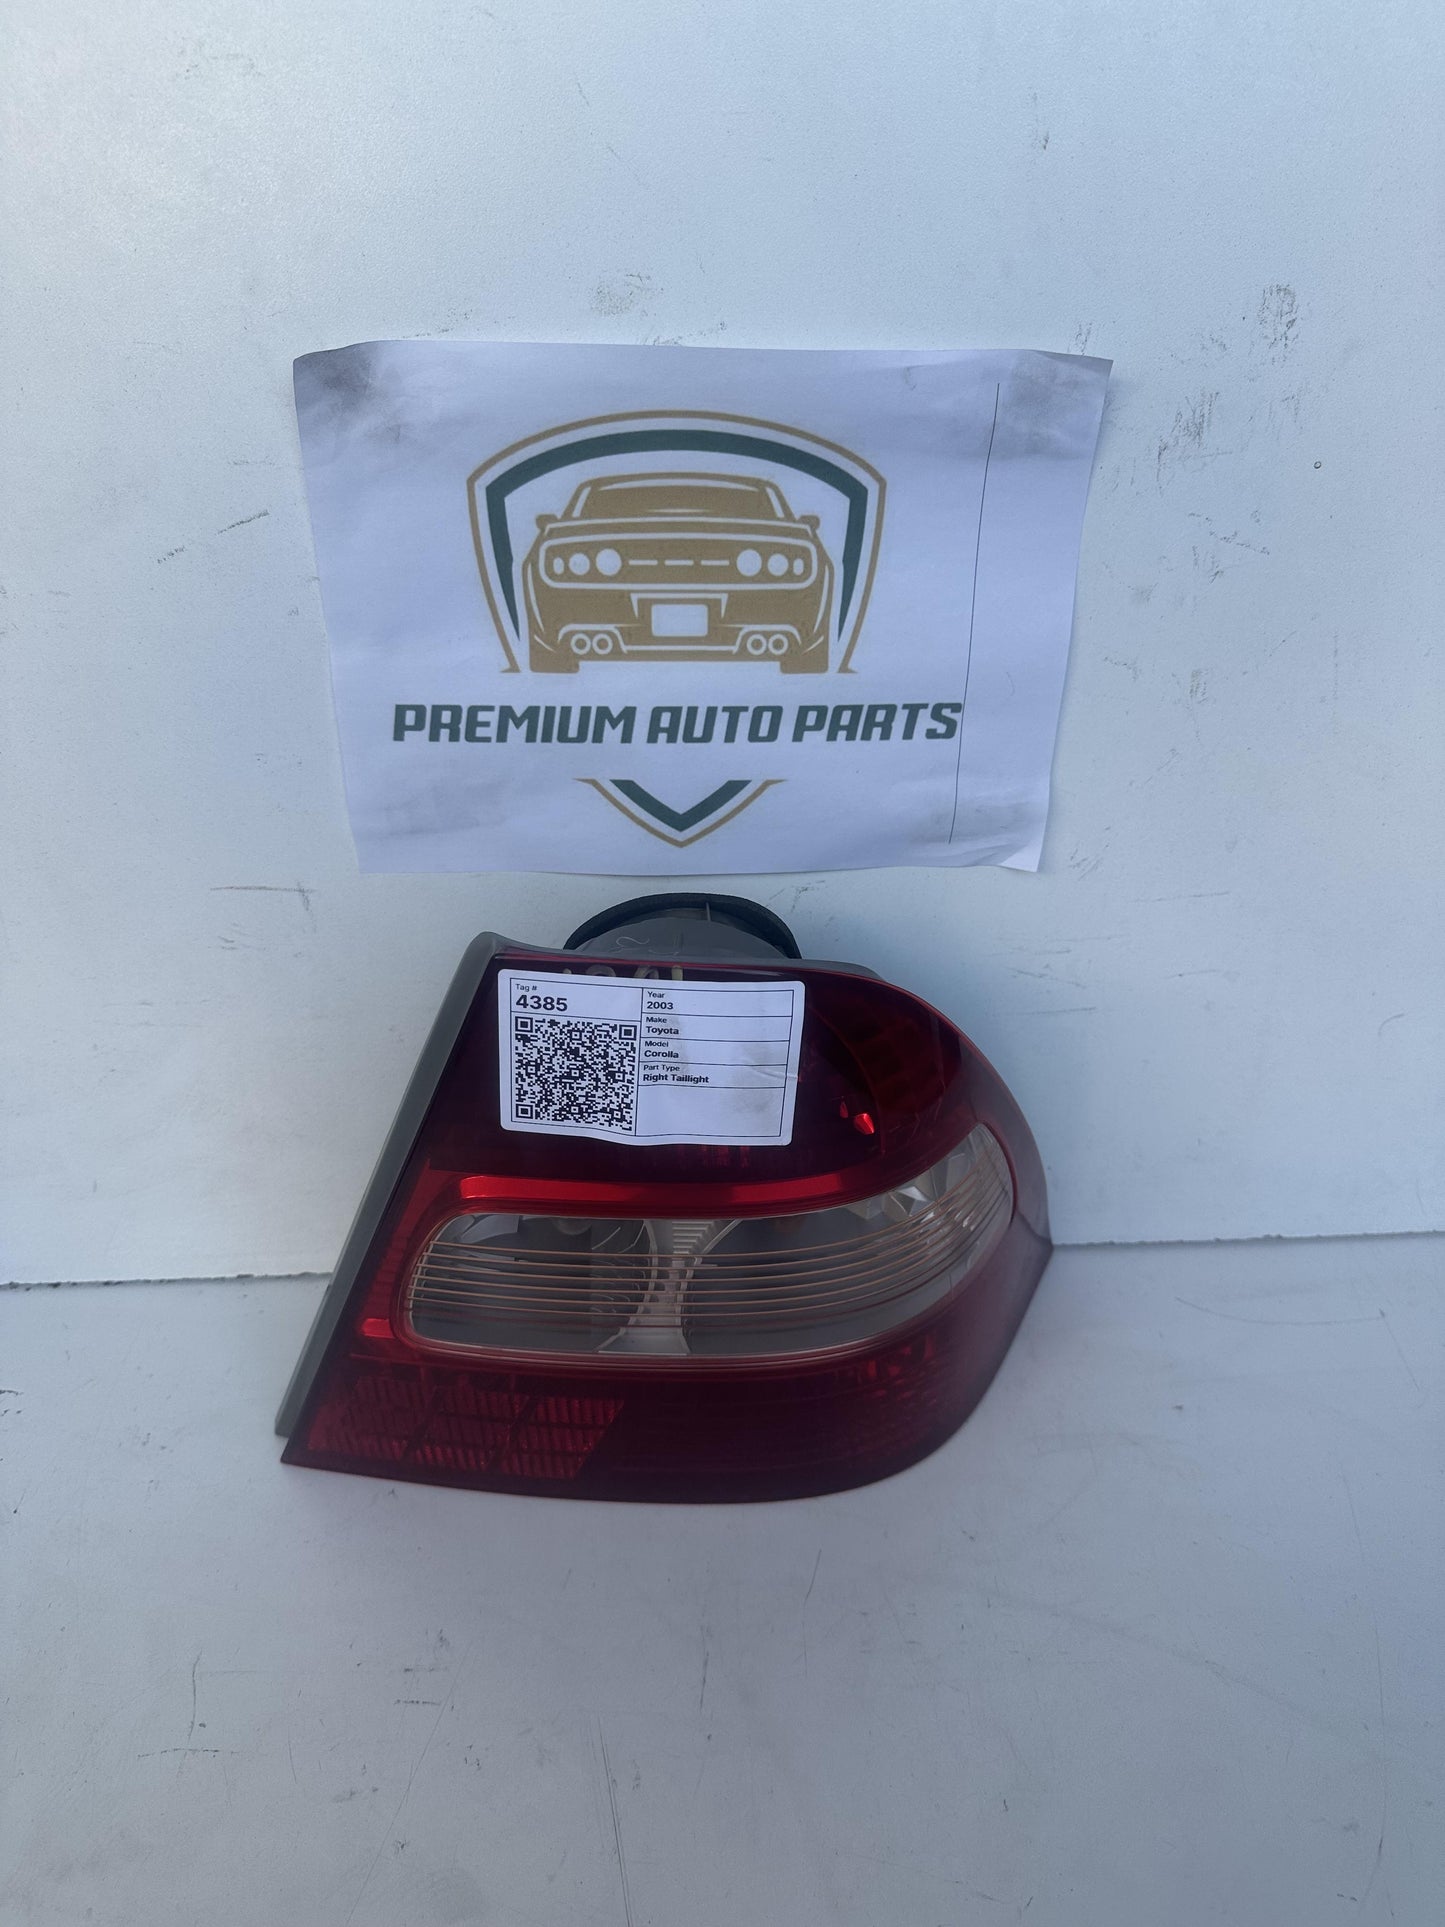 PREMIUM AUTO PARTS
Tag #
4385
Year
2003
Make
Toyota
Model
Corolla
Part Type
Right Taillight